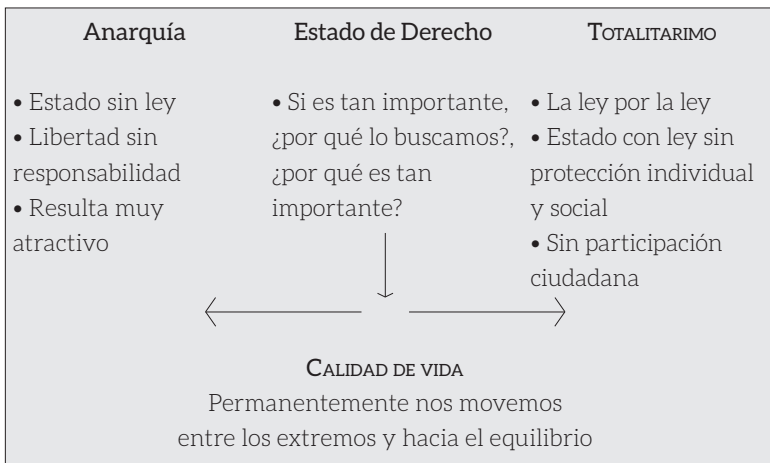 Anarquía
• Estado sin ley
• Libertad sin
responsabilidad
• Resulta muy
atractivo
Estado de Derecho
• Si es tan importante,
¿por qué lo buscamos?,
¿por qué es tan
importante?
TOTALITARIMO
• La ley por la ley
• Estado con ley sin
protección individual
y social
• Sin participación
ciudadana
CALIDAD DE VIDA
Permanentemente nos movemos
entre los extremos y hacia el equilibrio